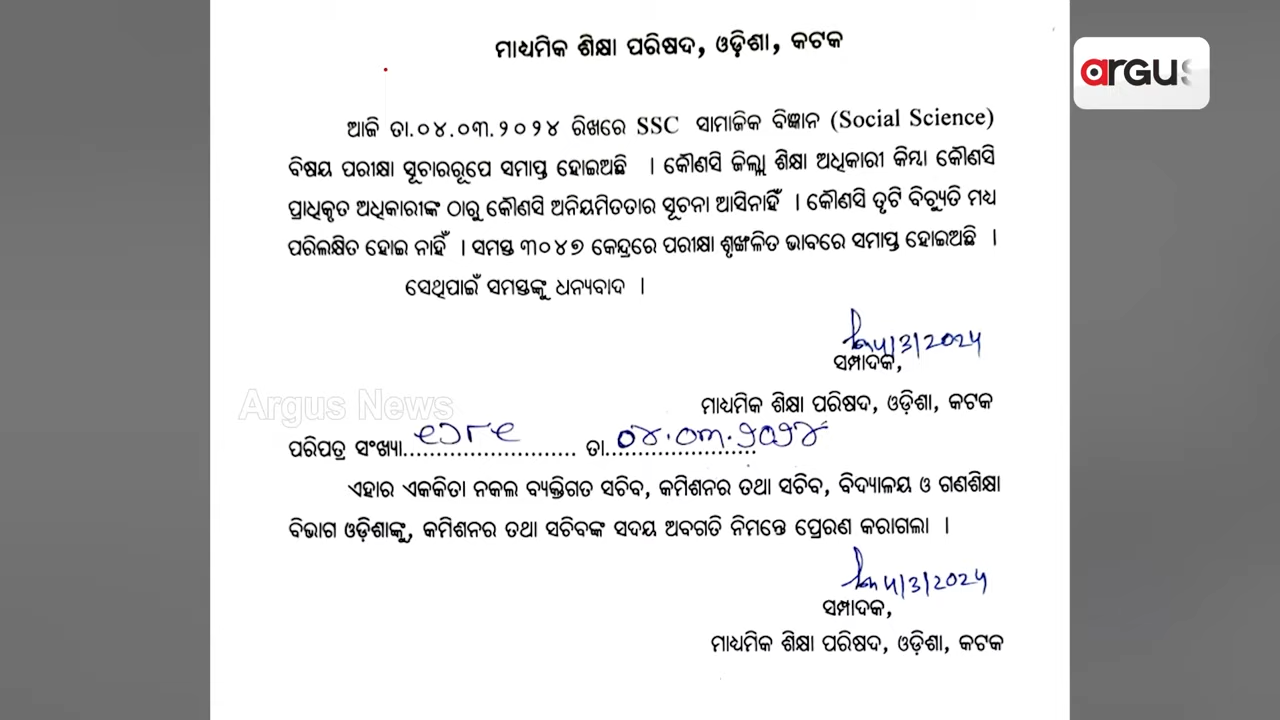 ମାଧ୍ୟମିକ ଶିକ୍ଷା ପରିଷଦ, ଓଡ଼ିଶା, କଟକ
argus
ଆଜି ତା.୦୪.୦୩.୨୦୨୪ ରିଖରେ SSC ସାମାଜିକ ବିଜ୍ଞାନ (Social Science)
ବିଷୟ ପରୀକ୍ଷା ସୂଚାରରୂପେ ସମାପ୍ତ ହୋଇଅଛି । କୌଣସି ଜିଲ୍ଲା ଶିକ୍ଷା ଅଧିକାରୀ କିମ୍ବା କୌଣସି
ପ୍ରାଧିକୃତ ଅଧିକାରୀଙ୍କ ଠାରୁ କୌଣସି ଅନିୟମିତତାର ସୂଚନା ଆସିନାହିଁ । କୌଣସି ତୃଟି ବିଚ୍ୟୁତି ମଧ୍ୟ
ପରିଲକ୍ଷିତ ହୋଇ ନାହିଁ । ସମସ୍ତ ୩୦୪୭ କେନ୍ଦ୍ରରେ ପରୀକ୍ଷା ଶୃଙ୍ଖଳିତ ଭାବରେ ସମାପ୍ତ ହୋଇଅଛି ।
ସେଥିପାଇଁ ସମସ୍ତଙ୍କୁ ଧନ୍ୟବାଦ ।
4/3/2024
ସମ୍ପାଦକ,
Argus News
ମାଧ୍ୟମିକ ଶିକ୍ଷା ପରିଷଦ, ଓଡ଼ିଶା, କଟକ
ପରିପତ୍ର ସଂଖ୍ୟା.......................... ତା.୦୪.୦୩.୨୦୨୪
ଏହାର ଏକକିତା ନକଲ ବ୍ୟକ୍ତିଗତ ସଚିବ, କମିଶନର ତଥା ସଚିବ, ବିଦ୍ୟାଳୟ ଓ ଗଣଶିକ୍ଷା
ବିଭାଗ ଓଡ଼ିଶାଙ୍କୁ, କମିଶନର ତଥା ସଚିବଙ୍କ ସଦୟ ଅବଗତି ନିମନ୍ତେ ପ୍ରେରଣ କରାଗଲା ।
4/3/2024
ସମ୍ପାଦକ,
ମାଧ୍ୟମିକ ଶିକ୍ଷା ପରିଷଦ, ଓଡ଼ିଶା, କଟକ